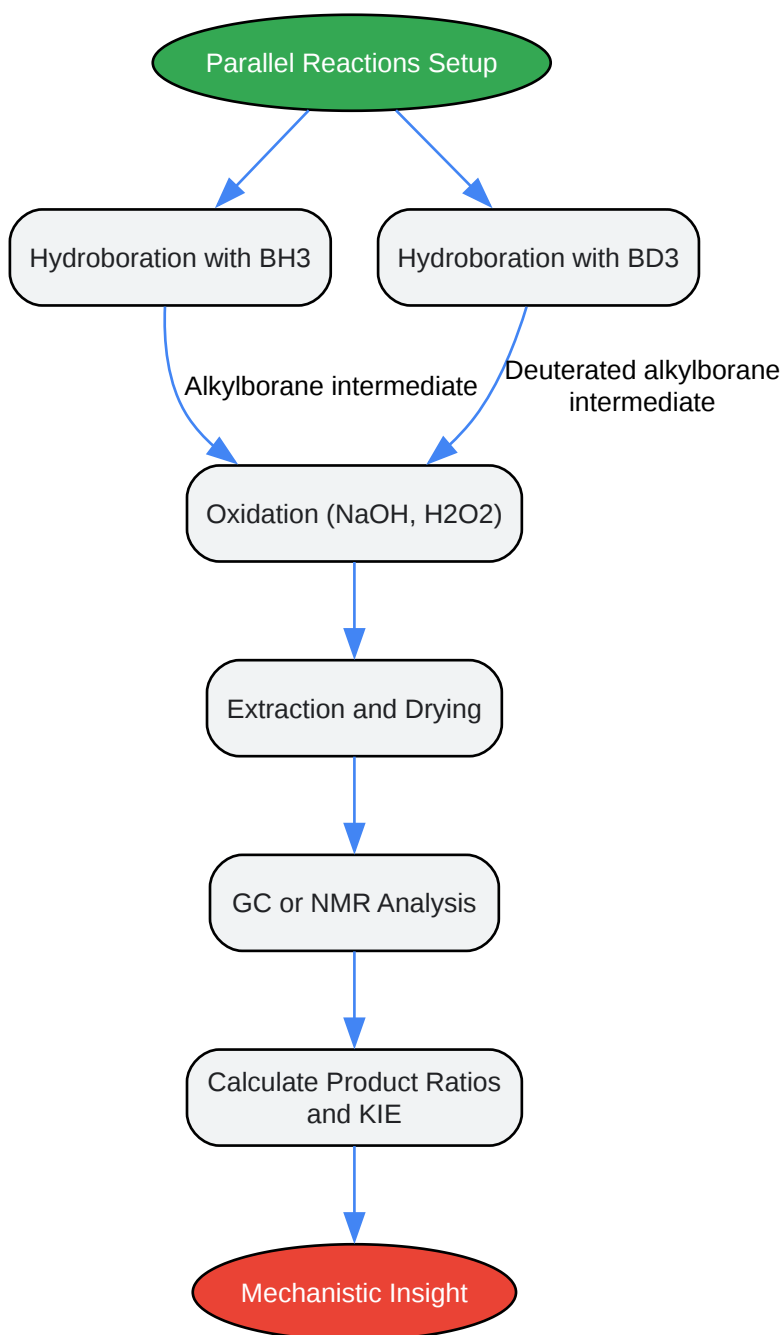 Parallel Reactions Setup
Hydroboration with BH3
Hydroboration with BD3
Alkylborane intermediate
Deuterated alkylborane
intermediate
Oxidation (NaOH, H2O2)
Extraction and Drying
GC or NMR Analysis
Calculate Product Ratios
and KIE
Mechanistic Insight